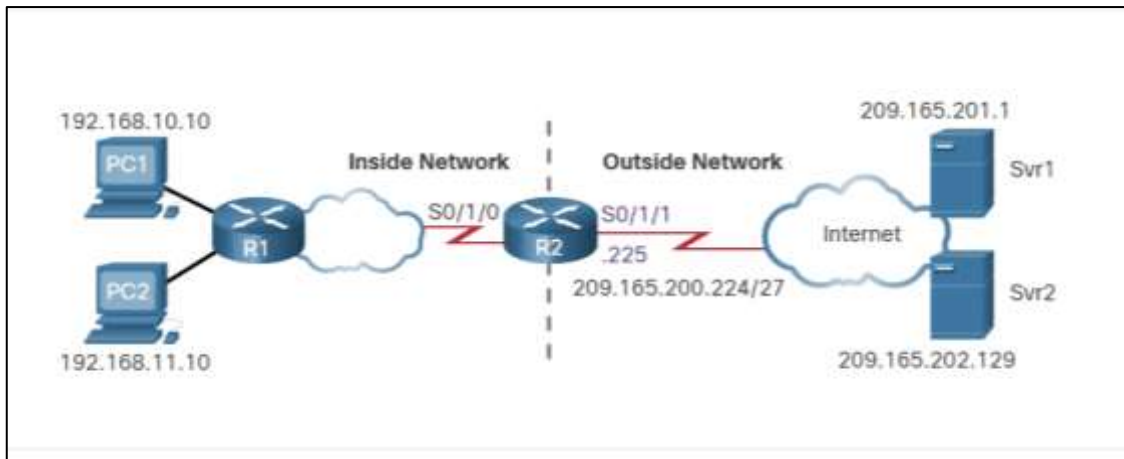 192.168.10.10
PC1
PC2
192.168.11.10
R1
Inside Network
S0/1/0
R2
Outside Network
S0/1/1
.225
209.165.200.224/27
Internet
209.165.201.1
Svr1
Svr2
209.165.202.129